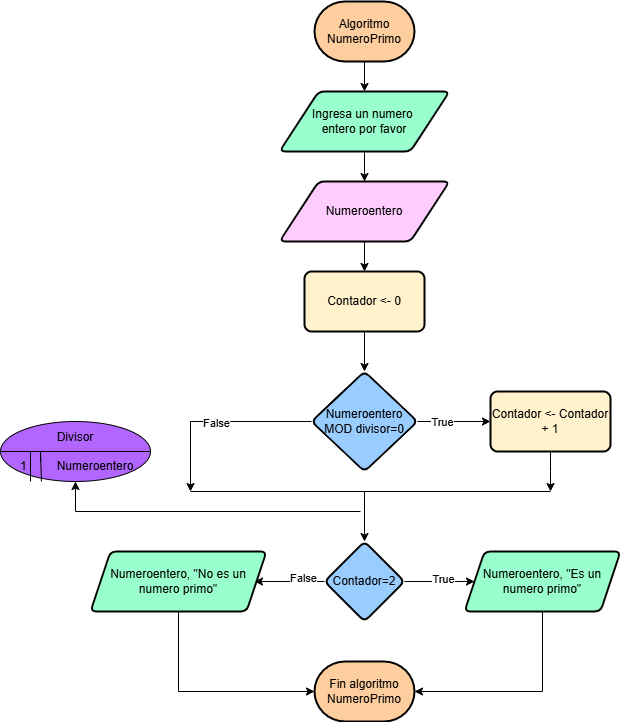 Algoritmo
NumeroPrimo
Ingresa un numero
entero por favor
Numeroentero
Contador <- 0
Numeroentero
MOD divisor=0
False
True
Contador <- Contador
+ 1
Divisor
1
Numeroentero
Contador=2
False
True
Numeroentero, "No es un
numero primo"
Numeroentero, "Es un
numero primo"
Fin algoritmo
NumeroPrimo